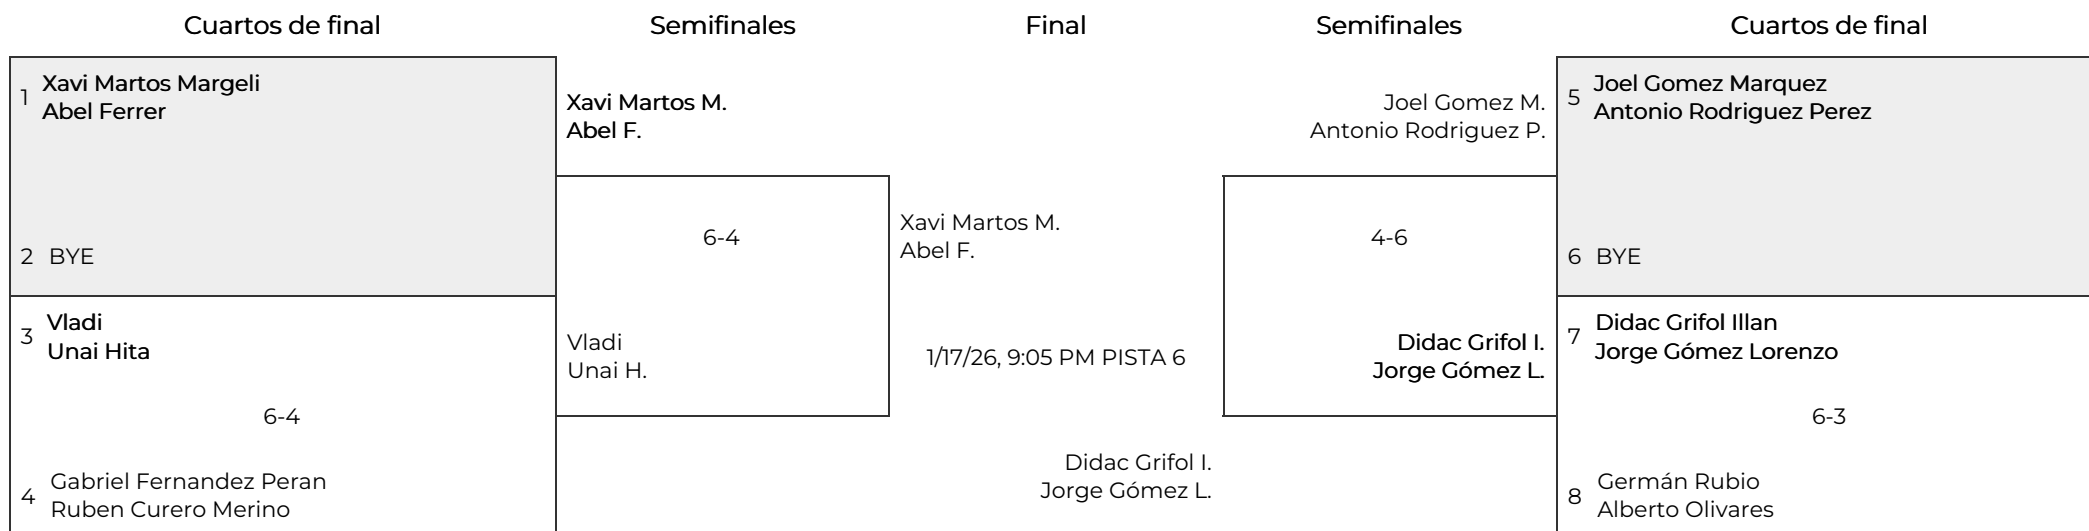 Cuartos de final
Semifinales
Final
Semifinales
Cuartos de final
1
Xavi Martos Margeli
Abel Ferrer
2 BYE
3
Vladi
Unai Hita
6-4
4
Gabriel Fernandez Peran
Ruben Curero Merino
Xavi Martos M.
Abel F.
6-4
Vladi
Unai H.
Xavi Martos M.
Abel F.
1/17/26, 9:05 PM PISTA 6
Didac Grifol I.
Jorge Gómez L.
Joel Gomez M.
Antonio Rodriguez P.
4-6
Didac Grifol I.
Jorge Gómez L.
5
Joel Gomez Marquez
Antonio Rodriguez Perez
6 BYE
7
Didac Grifol Illan
Jorge Gómez Lorenzo
6-3
8
Germán Rubio
Alberto Olivares